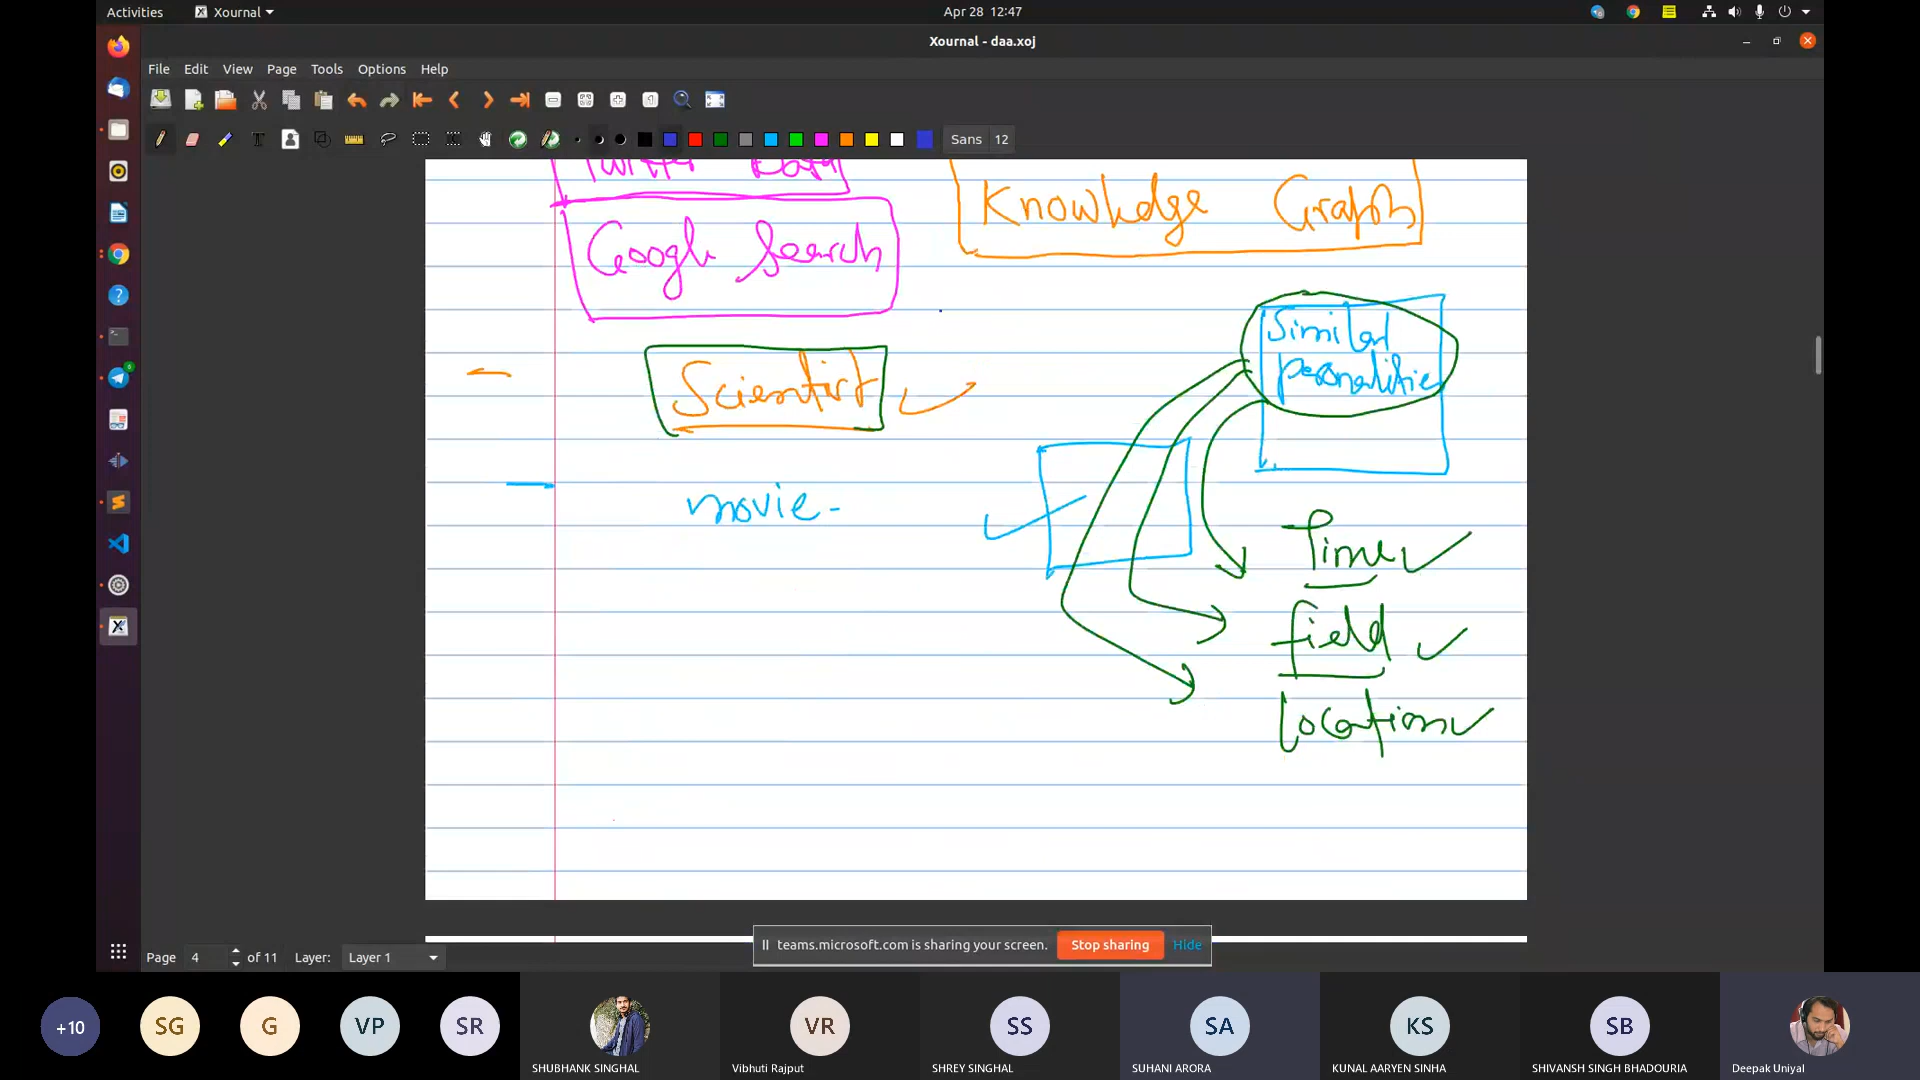 Activities
Xournal
Apr 28 12:47
Xournal - daa.xoj
File Edit View Page Tools Options Help
Sans 12
Twitter Data
Knowledge Graph
Google Search
Similar
personalities
Scientist
movie -
Time
field
location
teams.microsoft.com is sharing your screen. Stop sharing Hide
Page 4 of 11 Layer: Layer 1
+10 SG G VP SR VR SS SA KS SB
SHUBHANK SINGHAL Vibhuti Rajput SHREY SINGHAL SUHANI ARORA KUNAL AARYEN SINHA SHIVANSH SINGH BHADOURIA Deepak Uniyal